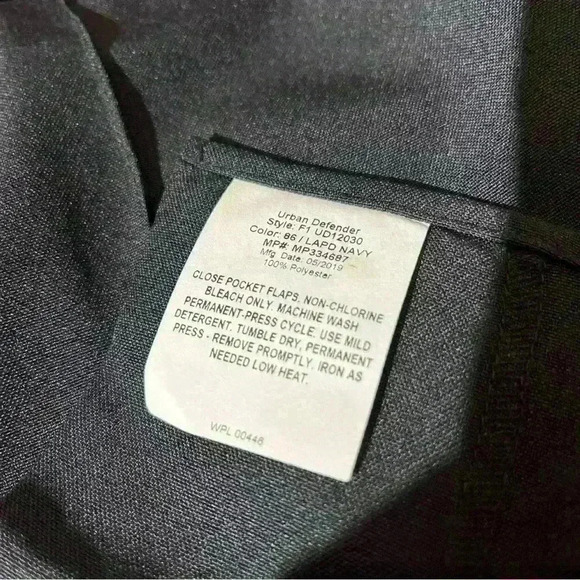 Urban Defender
Style: F1 UD12030
Color: 86 / LAPD NAVY
MP#: MP334687
Mfg. Date: 05/2019
100% Polyester
CLOSE POCKET FLAPS. NON-CHLORINE
BLEACH ONLY. MACHINE WASH
PERMANENT-PRESS CYCLE. USE MILD
DETERGENT. TUMBLE DRY, PERMANENT
PRESS - REMOVE PROMPTLY. IRON AS
NEEDED LOW HEAT.
WPL 00446